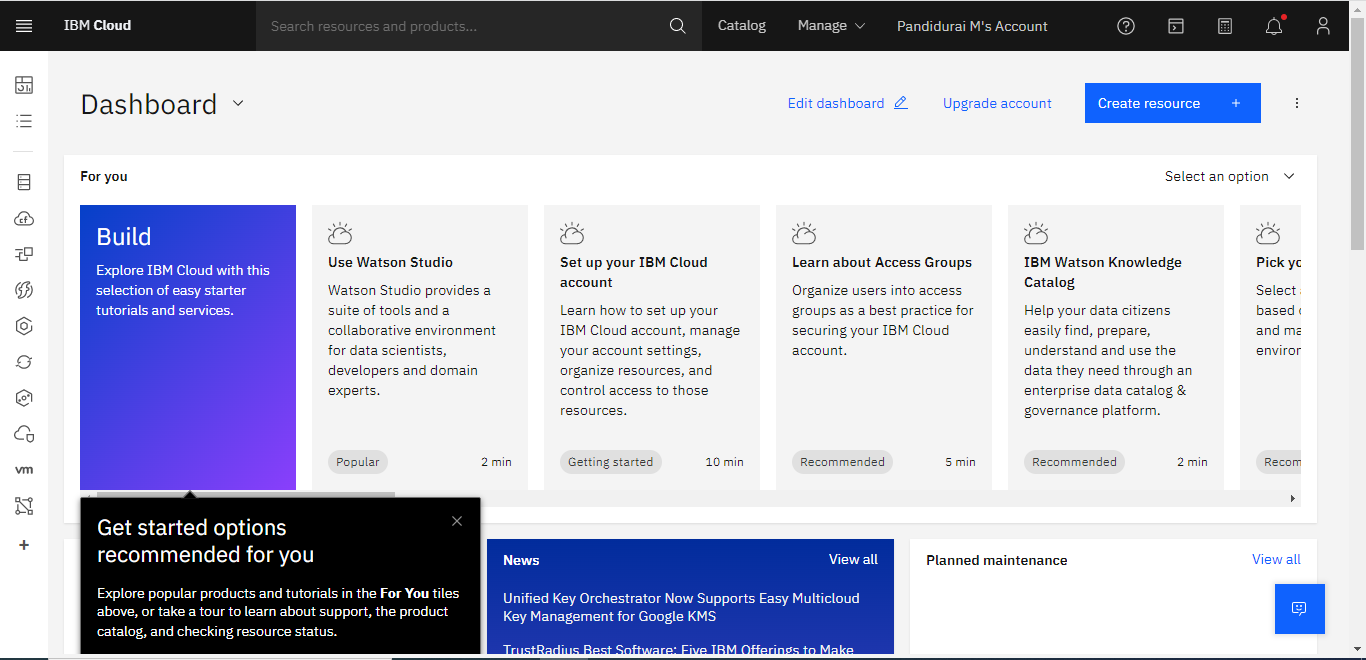 IBM Cloud
Search resources and products...
Catalog
Manage
Pandidurai M's Account
Dashboard
Edit dashboard
Upgrade account
Create resource +
For you
Select an option
Build
Explore IBM Cloud with this
selection of easy starter
tutorials and services.
Use Watson Studio
Watson Studio provides a
suite of tools and a
collaborative environment
for data scientists,
developers and domain
experts.
Popular
2 min
Set up your IBM Cloud
account
Learn how to set up your
IBM Cloud account, manage
your account settings,
organize resources, and
control access to those
resources.
Getting started
10 min
Learn about Access Groups
Organize users into access
groups as a best practice for
securing your IBM Cloud
account.
Recommended
5 min
IBM Watson Knowledge
Catalog
Help your data citizens
easily find, prepare,
understand and use the
data they need through an
enterprise data catalog &
governance platform.
Recommended
2 min
Pick yo
Select
based
and ma
environ
Recom
cf
vm
+
Get started options
recommended for you
Explore popular products and tutorials in the For You tiles
above, or take a tour to learn about support, the product
catalog, and checking resource status.
News
View all
Unified Key Orchestrator Now Supports Easy Multicloud
Key Management for Google KMS
TrustRadius Best Software: Five IBM Offerings to Make
Planned maintenance
View all